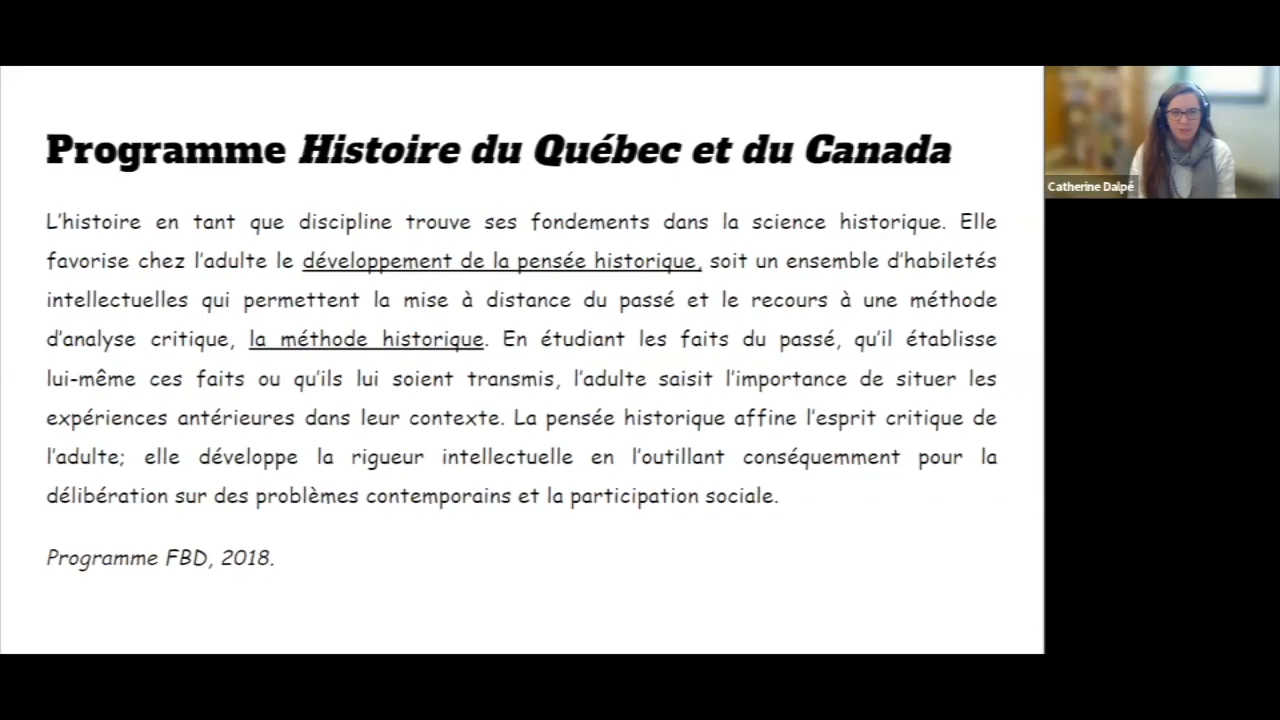 Programme Histoire du Québec et du Canada
L'histoire en tant que discipline trouve ses fondements dans la science historique. Elle
favorise chez l'adulte le développement de la pensée historique, soit un ensemble d'habiletés
intellectuelles qui permettent la mise à distance du passé et le recours à une méthode
d'analyse critique, la méthode historique. En étudiant les faits du passé, qu'il établisse
lui-même ces faits ou qu'ils lui soient transmis, l'adulte saisit l'importance de situer les
expériences antérieures dans leur contexte. La pensée historique affine l'esprit critique de
l'adulte; elle développe la rigueur intellectuelle en l'outillant conséquemment pour la
délibération sur des problèmes contemporains et la participation sociale.
Programme FBD, 2018.
Catherine Dalpé